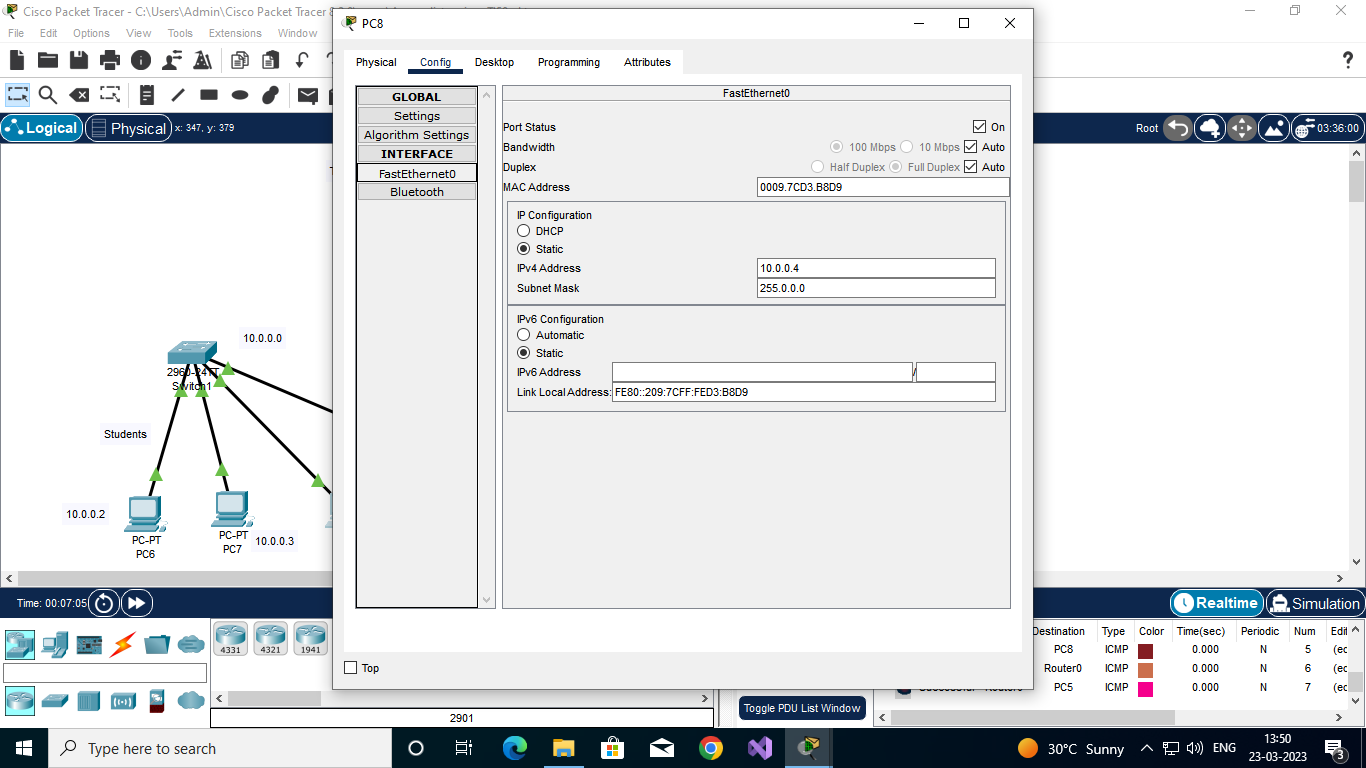 Cisco Packet Tracer - C:\Users\Admin\Cisco Packet Tracer 8
PC8
File Edit Options View Tools Extensions Window
Physical Config Desktop Programming Attributes
GLOBAL
Settings
Algorithm Settings
INTERFACE
FastEthernet0
Bluetooth
FastEthernet0
Port Status On
Bandwidth 100 Mbps 10 Mbps Auto
Duplex Half Duplex Full Duplex Auto
MAC Address 0009.7CD3.B8D9
IP Configuration
DHCP
Static
IPv4 Address 10.0.0.4
Subnet Mask 255.0.0.0
IPv6 Configuration
Automatic
Static
IPv6 Address /
Link Local Address: FE80::209:7CFF:FED3:B8D9
Top
Logical Physical x: 347, y: 379
Root 03:36:00
10.0.0.0
2960-24TT
Switch1
Students
10.0.0.2
PC-PT
PC6
PC-PT
PC7
10.0.0.3
Time: 00:07:05
Realtime Simulation
4331 4321 1941
2901
Toggle PDU List Window
Destination Type Color Time(sec) Periodic N Num Edi
PC8 ICMP 0.000 N 5 (ec
Router0 ICMP 0.000 N 6 (ec
PC5 ICMP 0.000 N 7 (ec
Type here to search
30°C Sunny
ENG
13:50
23-03-2023
3